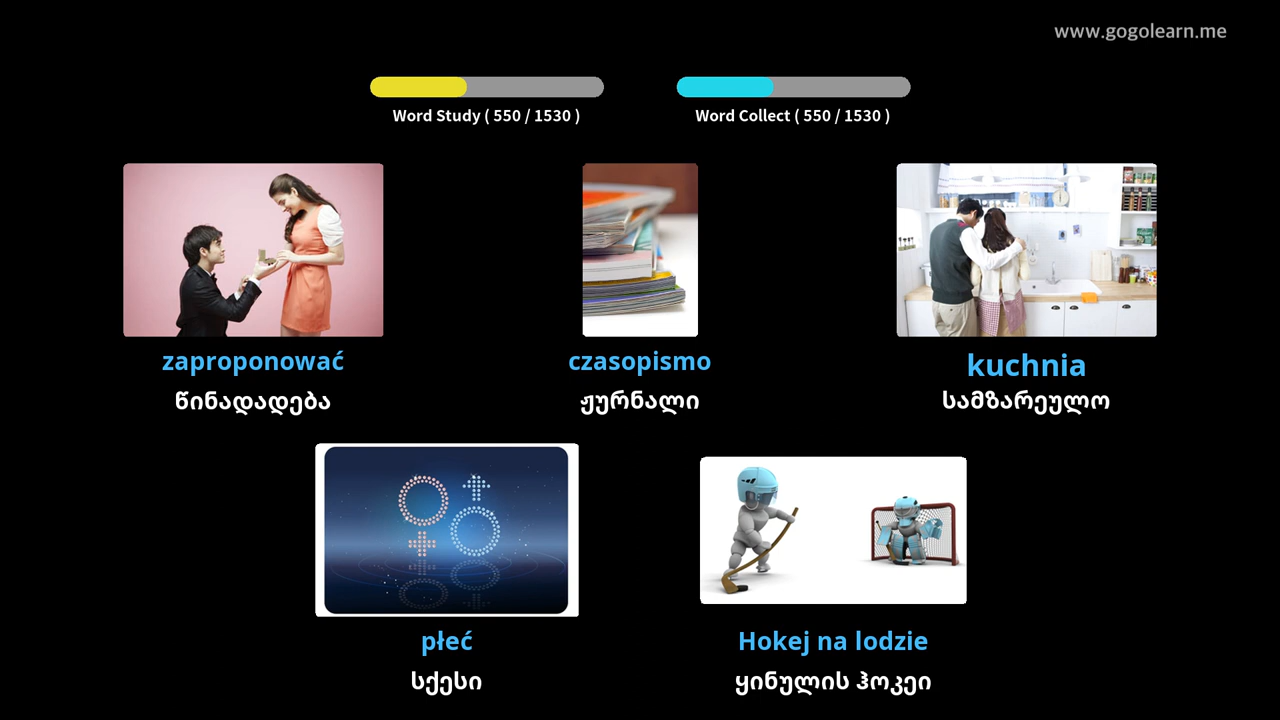 www.gogolearn.me
Word Study ( 550 / 1530 )
Word Collect ( 550 / 1530 )
zaproponować
წინადადება
czasopismo
ჟურნალი
kuchnia
სამზარეულო
płeć
სქესი
Hokej na lodzie
ყინულის ჰოკეი